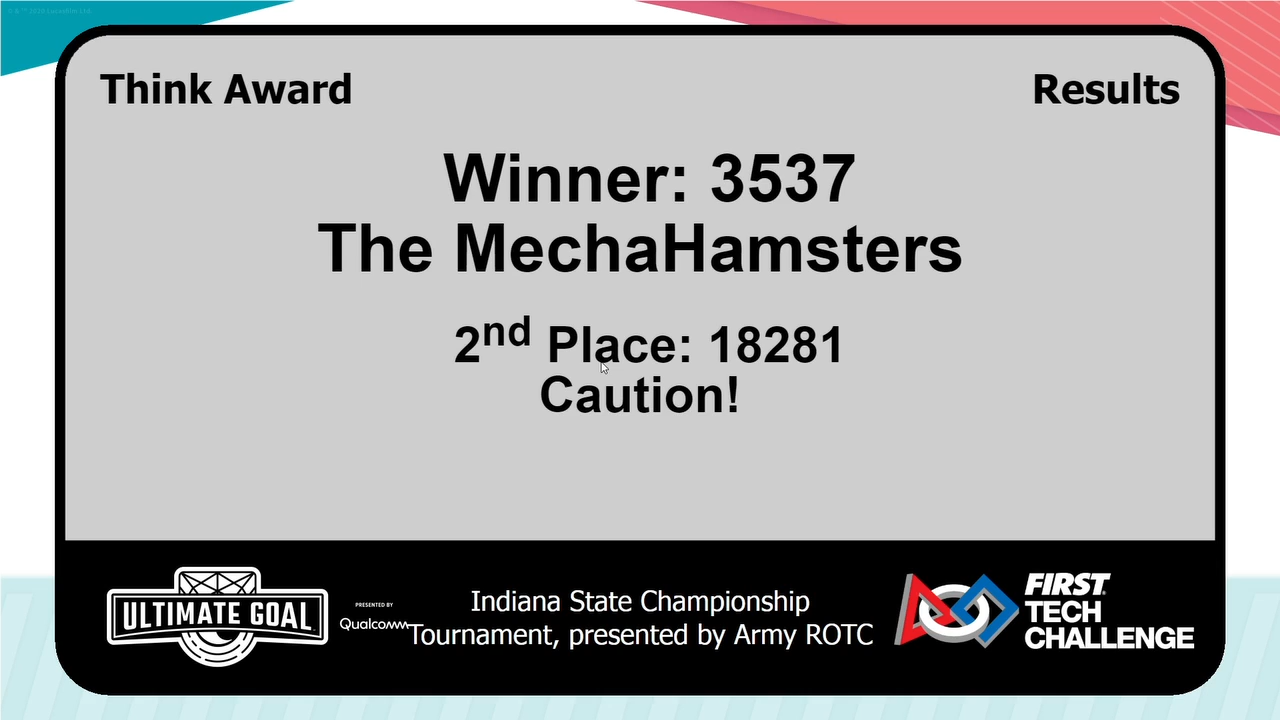 Think Award
Results
Winner: 3537
The MechaHamsters
2nd Place: 18281
Caution!
ULTIMATE GOAL
PRESENTED BY
Qualcomm
Indiana State Championship
Tournament, presented by Army ROTC
FIRST
TECH
CHALLENGE